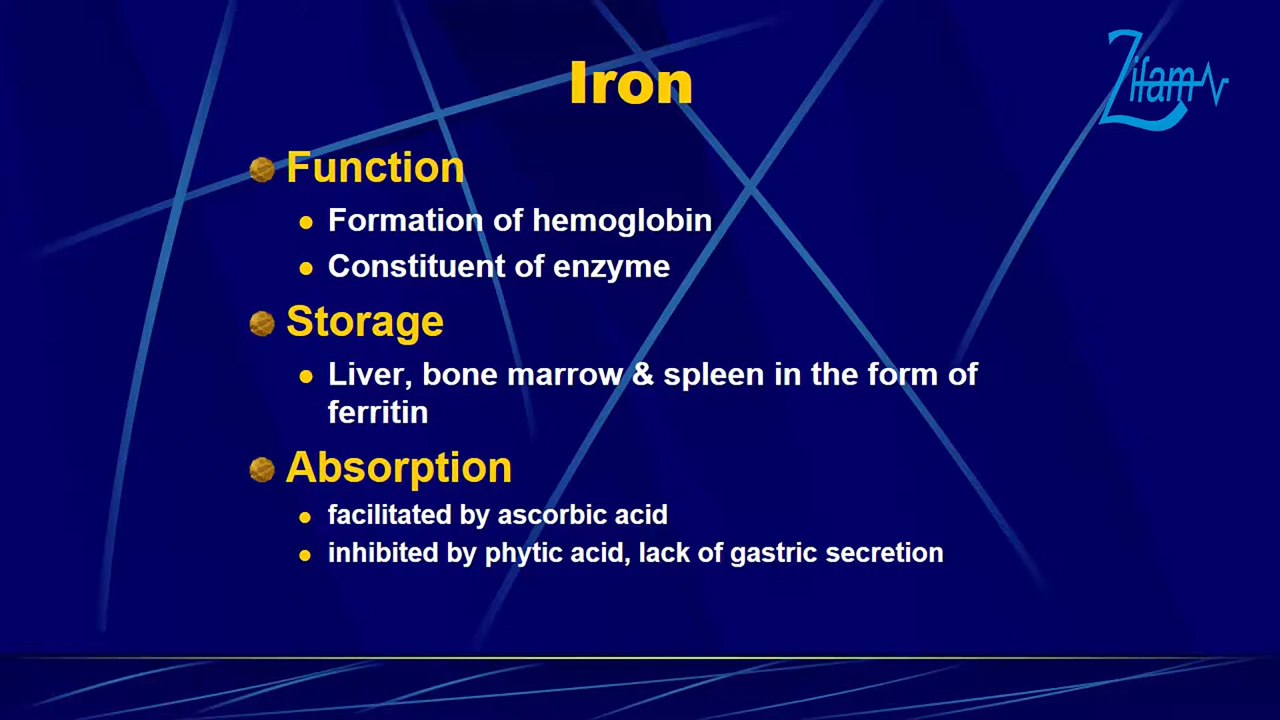 Zifam
Iron
Function
Formation of hemoglobin
Constituent of enzyme
Storage
Liver, bone marrow & spleen in the form of
ferritin
Absorption
facilitated by ascorbic acid
inhibited by phytic acid, lack of gastric secretion